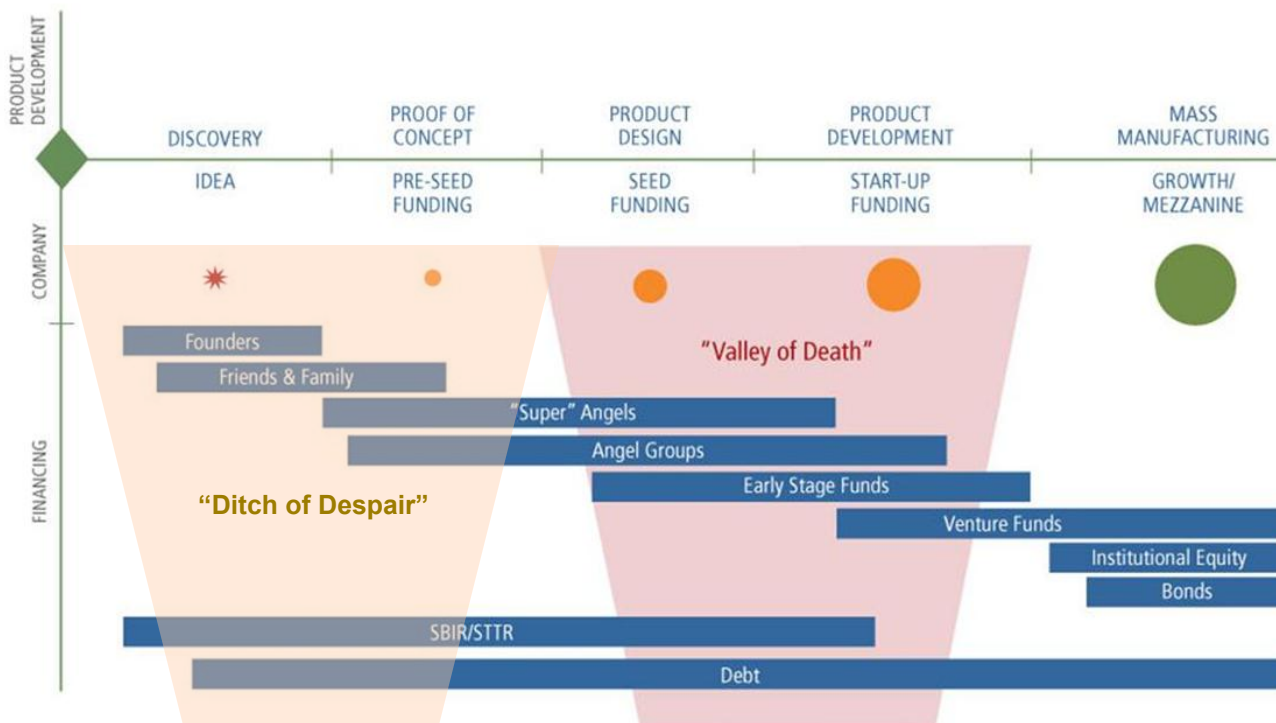 PRODUCT
DEVELOPMENT
DISCOVERY
PROOF OF
CONCEPT
PRODUCT
DESIGN
PRODUCT
DEVELOPMENT
MASS
MANUFACTURING
IDEA
PRE-SEED
FUNDING
SEED
FUNDING
START-UP
FUNDING
GROWTH/
MEZZANINE
COMPANY
FINANCING
Founders
Friends & Family
"Valley of Death"
"Super" Angels
Angel Groups
Early Stage Funds
“Ditch of Despair”
Venture Funds
Institutional Equity
Bonds
SBIR/STTR
Debt